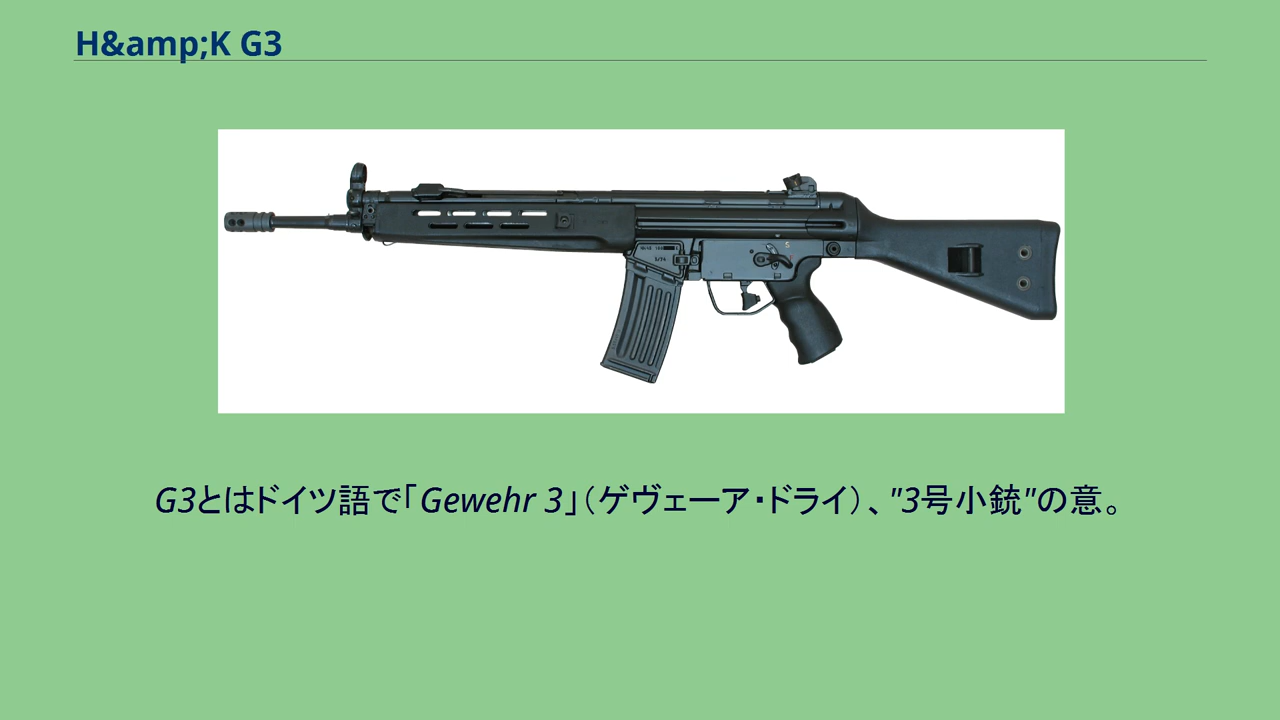 H&amp;K G3
S
G3とはドイツ語で「Gewehr 3」（ゲヴェーア・ドライ）、"3号小銃"の意。